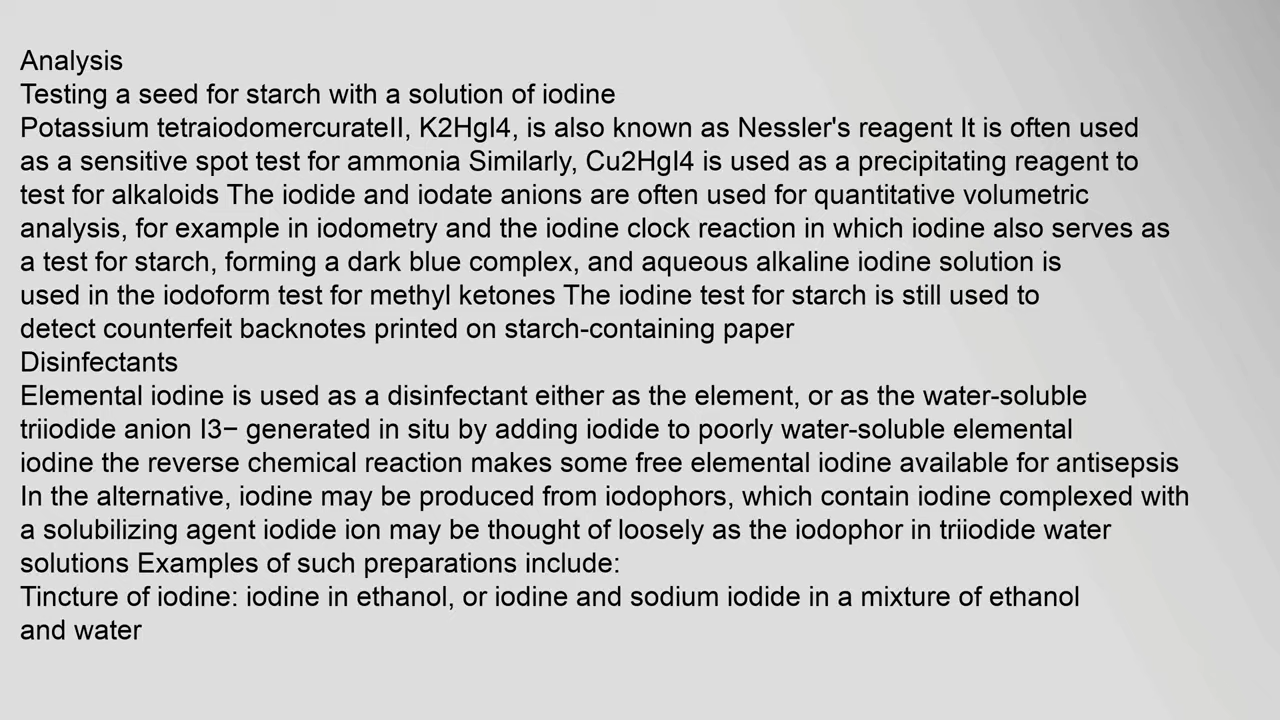 Analysis
Testing a seed for starch with a solution of iodine
Potassium tetraiodomercurateII, K2HgI4, is also known as Nessler's reagent It is often used
as a sensitive spot test for ammonia Similarly, Cu2HgI4 is used as a precipitating reagent to
test for alkaloids The iodide and iodate anions are often used for quantitative volumetric
analysis, for example in iodometry and the iodine clock reaction in which iodine also serves as
a test for starch, forming a dark blue complex, and aqueous alkaline iodine solution is
used in the iodoform test for methyl ketones The iodine test for starch is still used to
detect counterfeit backnotes printed on starch-containing paper
Disinfectants
Elemental iodine is used as a disinfectant either as the element, or as the water-soluble
triiodide anion I3− generated in situ by adding iodide to poorly water-soluble elemental
iodine the reverse chemical reaction makes some free elemental iodine available for antisepsis
In the alternative, iodine may be produced from iodophors, which contain iodine complexed with
a solubilizing agent iodide ion may be thought of loosely as the iodophor in triiodide water
solutions Examples of such preparations include:
Tincture of iodine: iodine in ethanol, or iodine and sodium iodide in a mixture of ethanol
and water